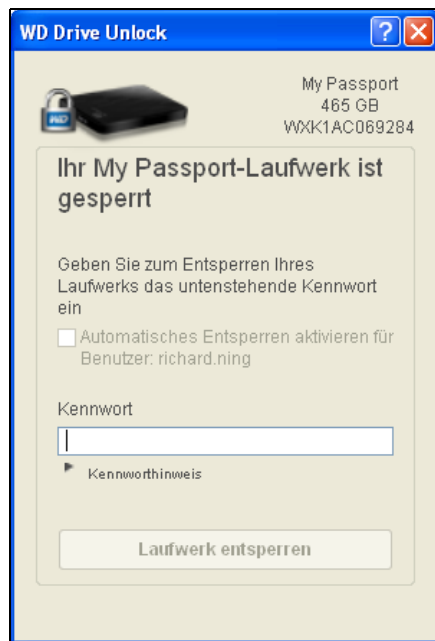 WD Drive Unlock
My Passport
465 GB
WXK1AC069284
WD
Ihr My Passport-Laufwerk ist
gesperrt
Geben Sie zum Entsperren Ihres
Laufwerks das untenstehende Kennwort
ein
Automatisches Entsperren aktivieren für
Benutzer: richard.ning
Kennwort
Kennworthinweis
Laufwerk entsperren